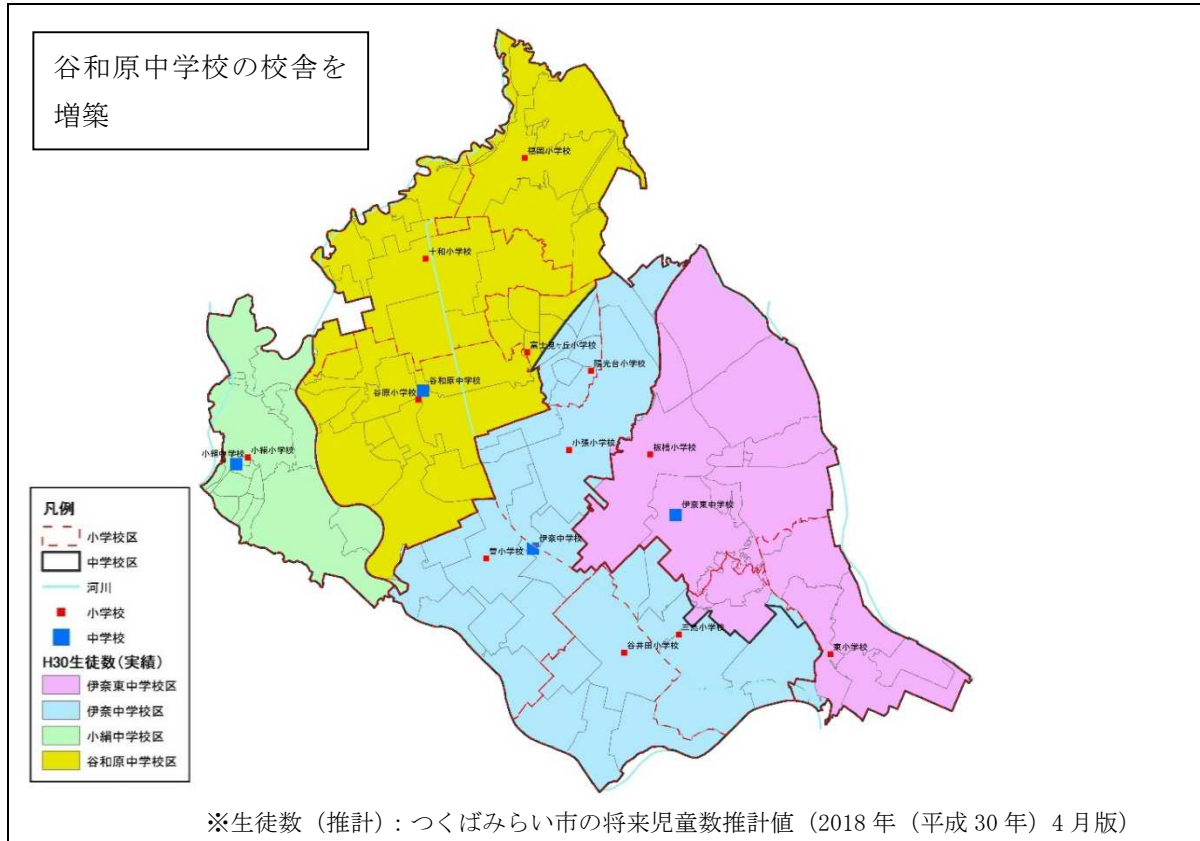 谷和原中学校の校舎を
増築
福岡小学校
十和小学校
富士見ヶ丘小学校
陽光台小学校
谷和原中学校
谷原小学校
小張小学校
板橋小学校
小絹中学校
小絹小学校
伊奈東中学校
伊奈中学校
豊小学校
三島小学校
谷井田小学校
東小学校
凡例
小学校区
中学校区
河川
小学校
中学校
H30生徒数(実績)
伊奈東中学校区
伊奈中学校区
小絹中学校区
谷和原中学校区
※生徒数（推計）：つくばみらい市の将来児童数推計値（2018 年（平成 30 年）4 月版）